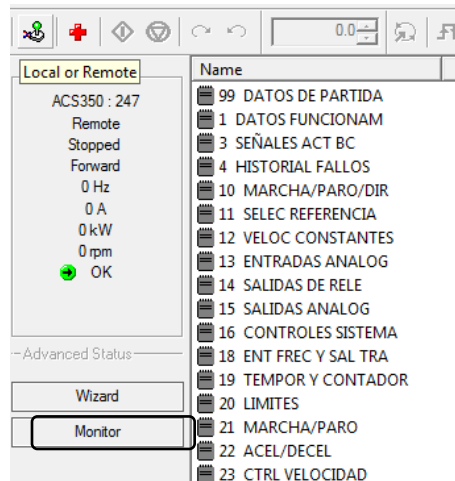 0.0
Local or Remote
ACS350 : 247
Remote
Stopped
Forward
0 Hz
0 A
0 kW
0 rpm
OK
Advanced Status
Wizard
Monitor
Name
99 DATOS DE PARTIDA
1 DATOS FUNCIONAM
3 SEÑALES ACT BC
4 HISTORIAL FALLOS
10 MARCHA/PARO/DIR
11 SELEC REFERENCIA
12 VELOC CONSTANTES
13 ENTRADAS ANALOG
14 SALIDAS DE RELE
15 SALIDAS ANALOG
16 CONTROLES SISTEMA
18 ENT FREC Y SAL TRA
19 TEMPOR Y CONTADOR
20 LIMITES
21 MARCHA/PARO
22 ACEL/DECEL
23 CTRL VELOCIDAD